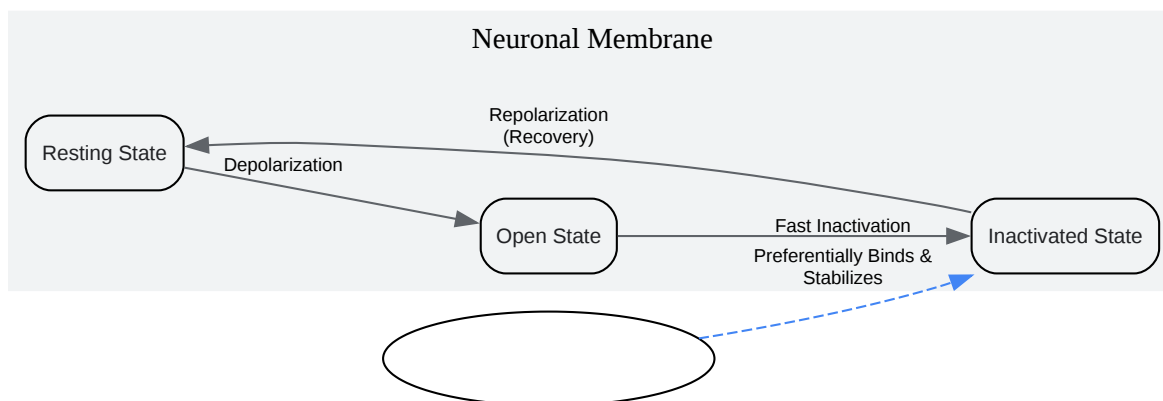 Neuronal Membrane
Repolarization
(Recovery)
Resting State
Depolarization
Open State
Fast Inactivation
Inactivated State
Preferentially Binds &
Stabilizes